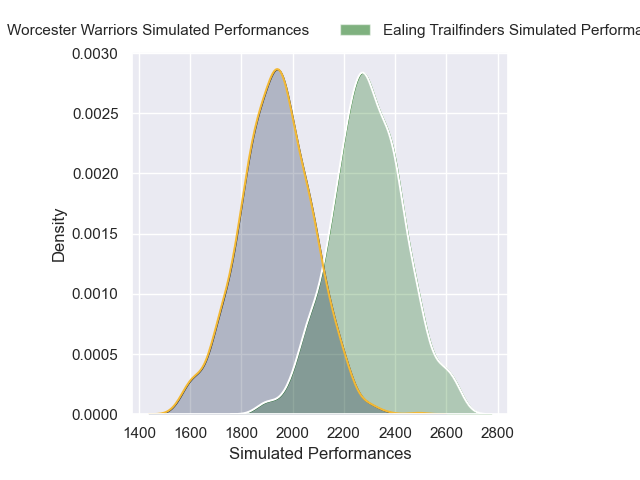 Worcester Warriors Simulated Performances Ealing Trailfinders Simulated Performa
0.0030
0.0025
0.0020
0.0015
0.0010
0.0005
0.0000
Density
1400 1600 1800 2000 2200 2400 2600 2800
Simulated Performances